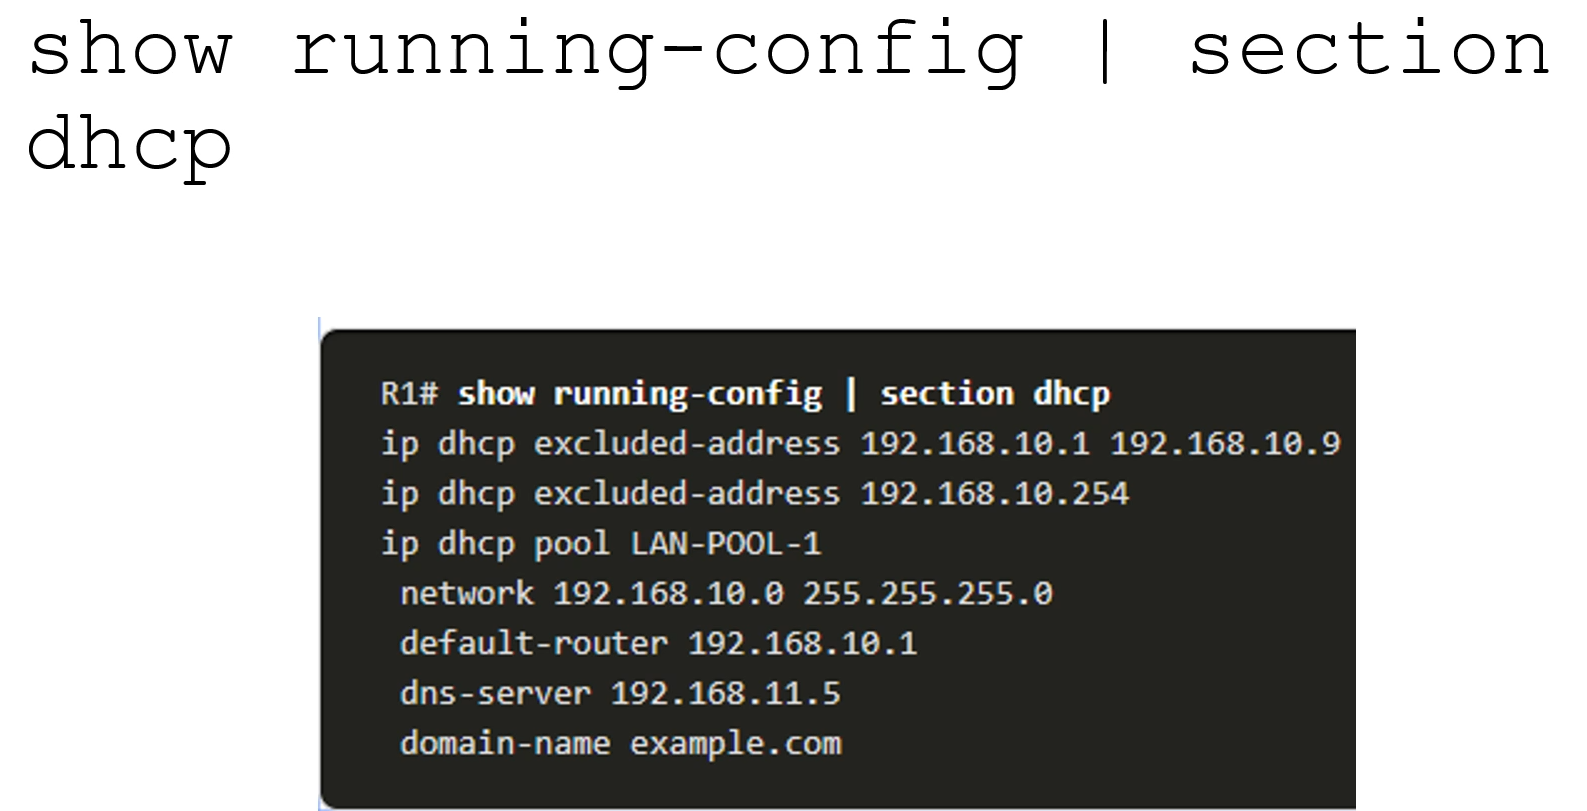 show running-config | section
dhcp
R1# show running-config | section dhcp
ip dhcp excluded-address 192.168.10.1 192.168.10.9
ip dhcp excluded-address 192.168.10.254
ip dhcp pool LAN-POOL-1
 network 192.168.10.0 255.255.255.0
 default-router 192.168.10.1
 dns-server 192.168.11.5
 domain-name example.com